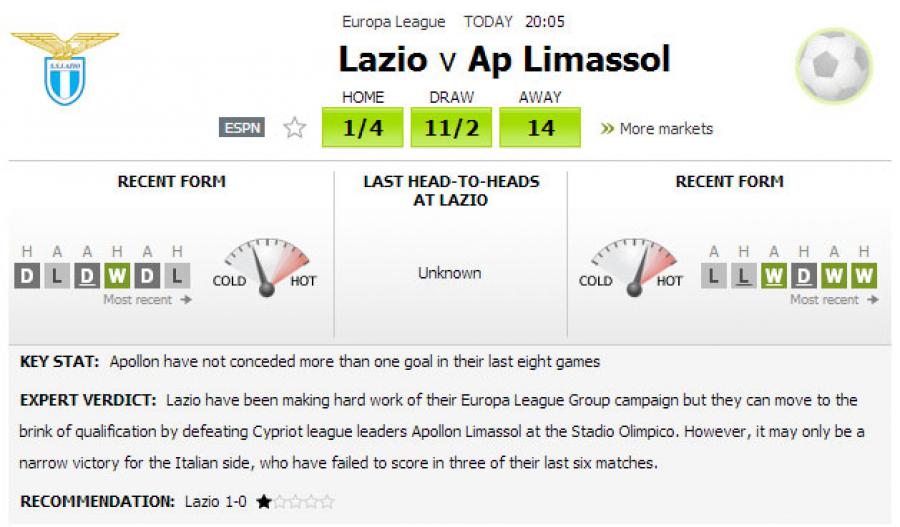 Europa League TODAY 20:05
Lazio v Ap Limassol
HOME DRAW AWAY
ESPN 1/4 11/2 14 » More markets
S.S. LAZIO
RECENT FORM
H A A H A H
D L D W D L
Most recent →
COLD HOT
LAST HEAD-TO-HEADS
AT LAZIO
Unknown
RECENT FORM
COLD HOT
A H A H A H
L L W D W W
Most recent →
KEY STAT: Apollon have not conceded more than one goal in their last eight games
EXPERT VERDICT: Lazio have been making hard work of their Europa League Group campaign but they can move to the
brink of qualification by defeating Cypriot league leaders Apollon Limassol at the Stadio Olimpico. However, it may only be a
narrow victory for the Italian side, who have failed to score in three of their last six matches.
RECOMMENDATION: Lazio 1-0